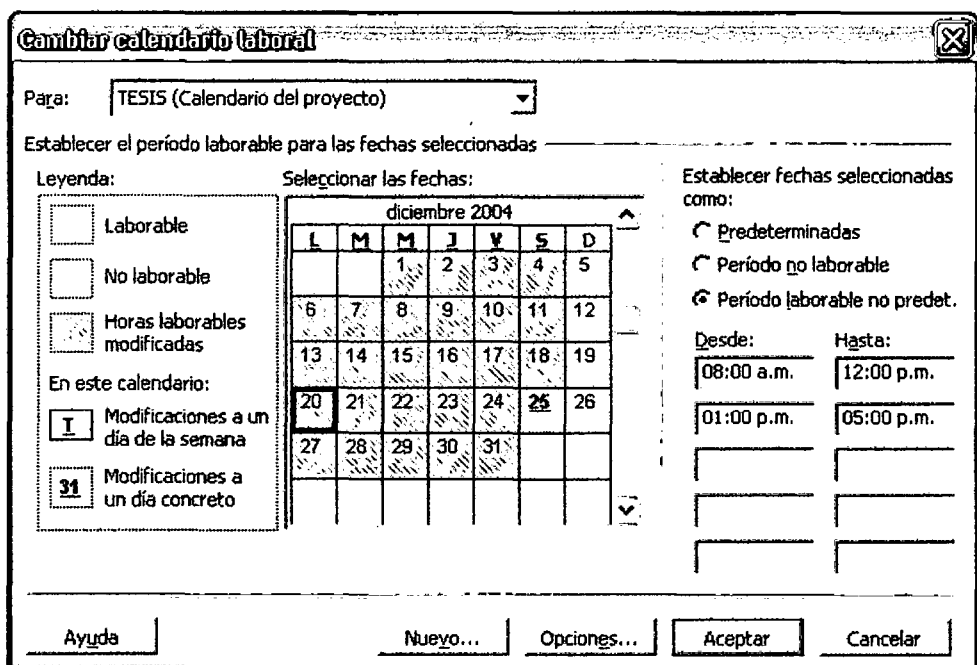 Cambiar calendario laboral
Para: TESIS (Calendario del proyecto)
Establecer el período laborable para las fechas seleccionadas
Leyenda:
Laborable
No laborable
Horas laborables
modificadas
En este calendario:
T Modificaciones a un
día de la semana
31 Modificaciones a
un día concreto
Seleccionar las fechas:
diciembre 2004
L M M J V S D
1 2 3 4 5
6 7 8 9 10 11 12
13 14 15 16 17 18 19
20 21 22 23 24 25 26
27 28 29 30 31
Establecer fechas seleccionadas
como:
Predeterminadas
Período no laborable
Período laborable no predet.
Desde: Hasta:
08:00 a.m. 12:00 p.m.
01:00 p.m. 05:00 p.m.
Ayuda Nuevo... Opciones... Aceptar Cancelar